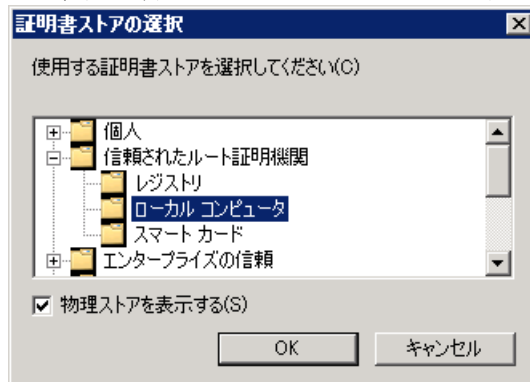 証明書ストアの選択
使用する証明書ストアを選択してください(C)
個人
信頼されたルート証明機関
レジストリ
ローカル コンピュータ
スマート カード
エンタープライズの信頼
物理ストアを表示する(S)
OK キャンセル